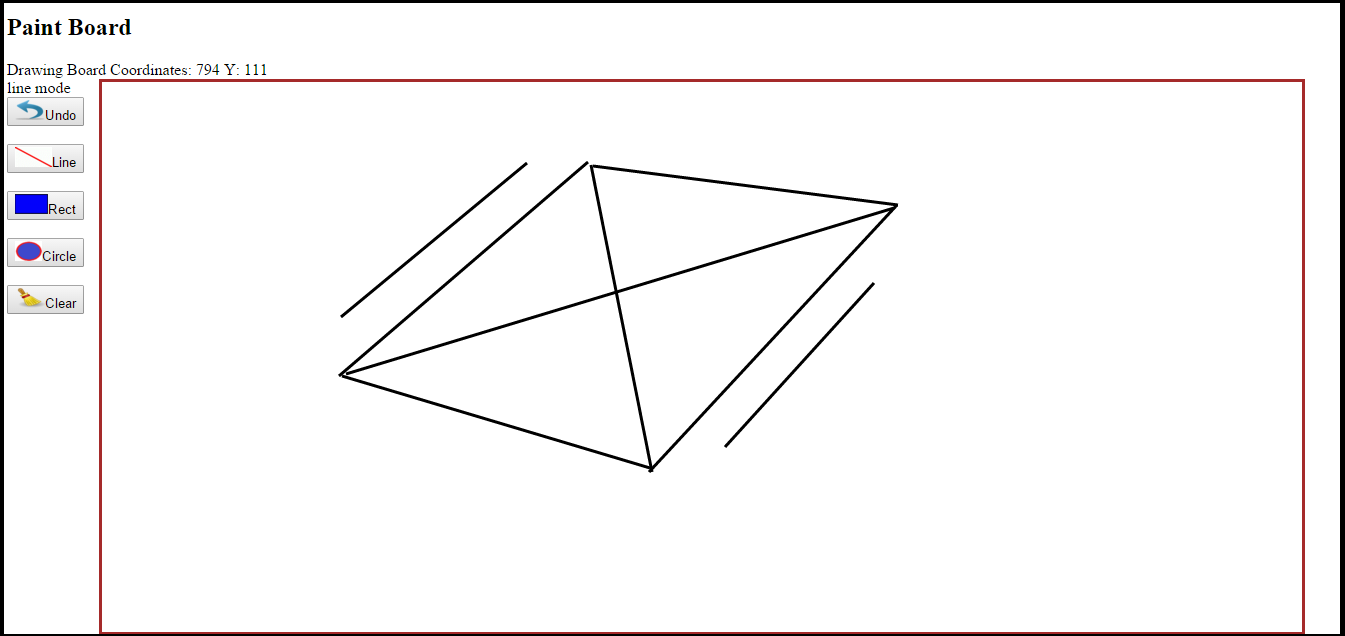 Paint Board
Drawing Board Coordinates: 794 Y: 111
line mode
Undo
Line
Rect
Circle
Clear